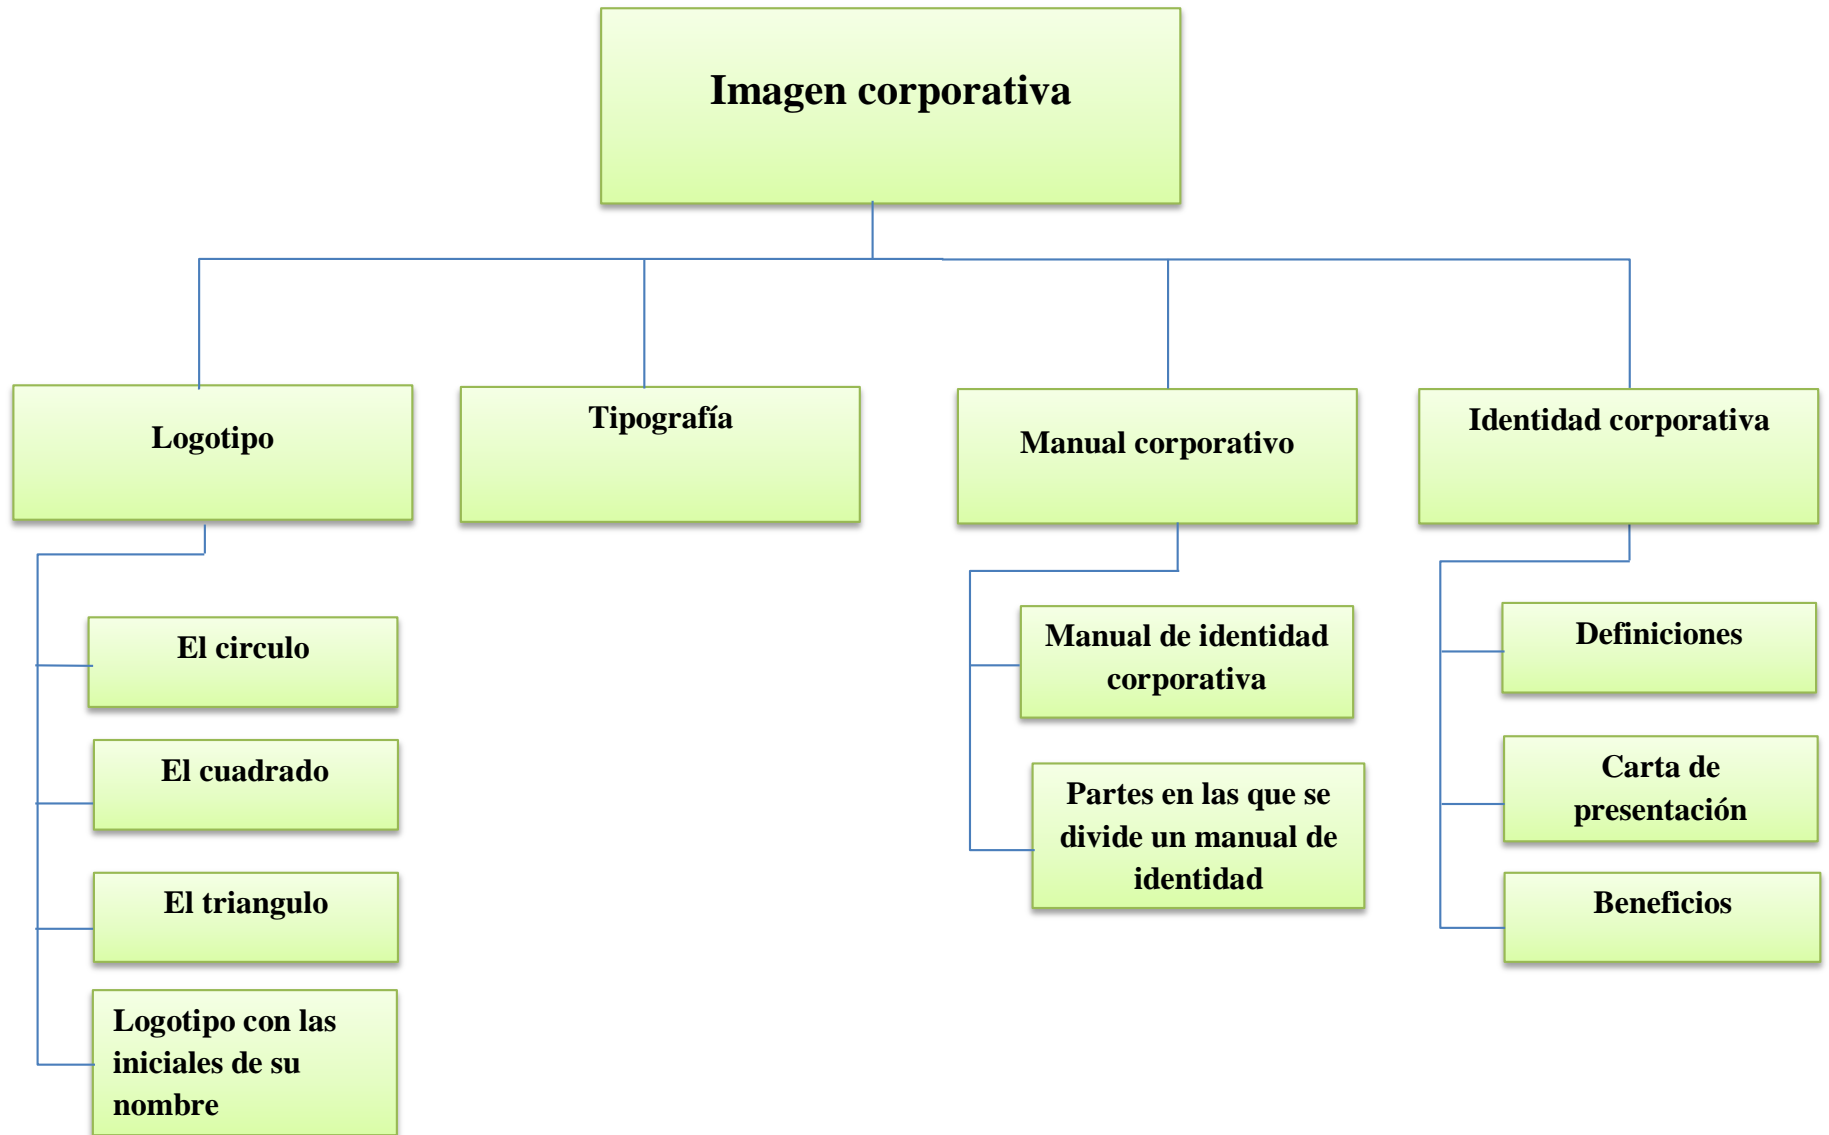 Imagen corporativa
Logotipo
Tipografía
Manual corporativo
Identidad corporativa
El circulo
El cuadrado
El triangulo
Logotipo con las
iniciales de su
nombre
Manual de identidad
corporativa
Partes en las que se
divide un manual de
identidad
Definiciones
Carta de
presentación
Beneficios